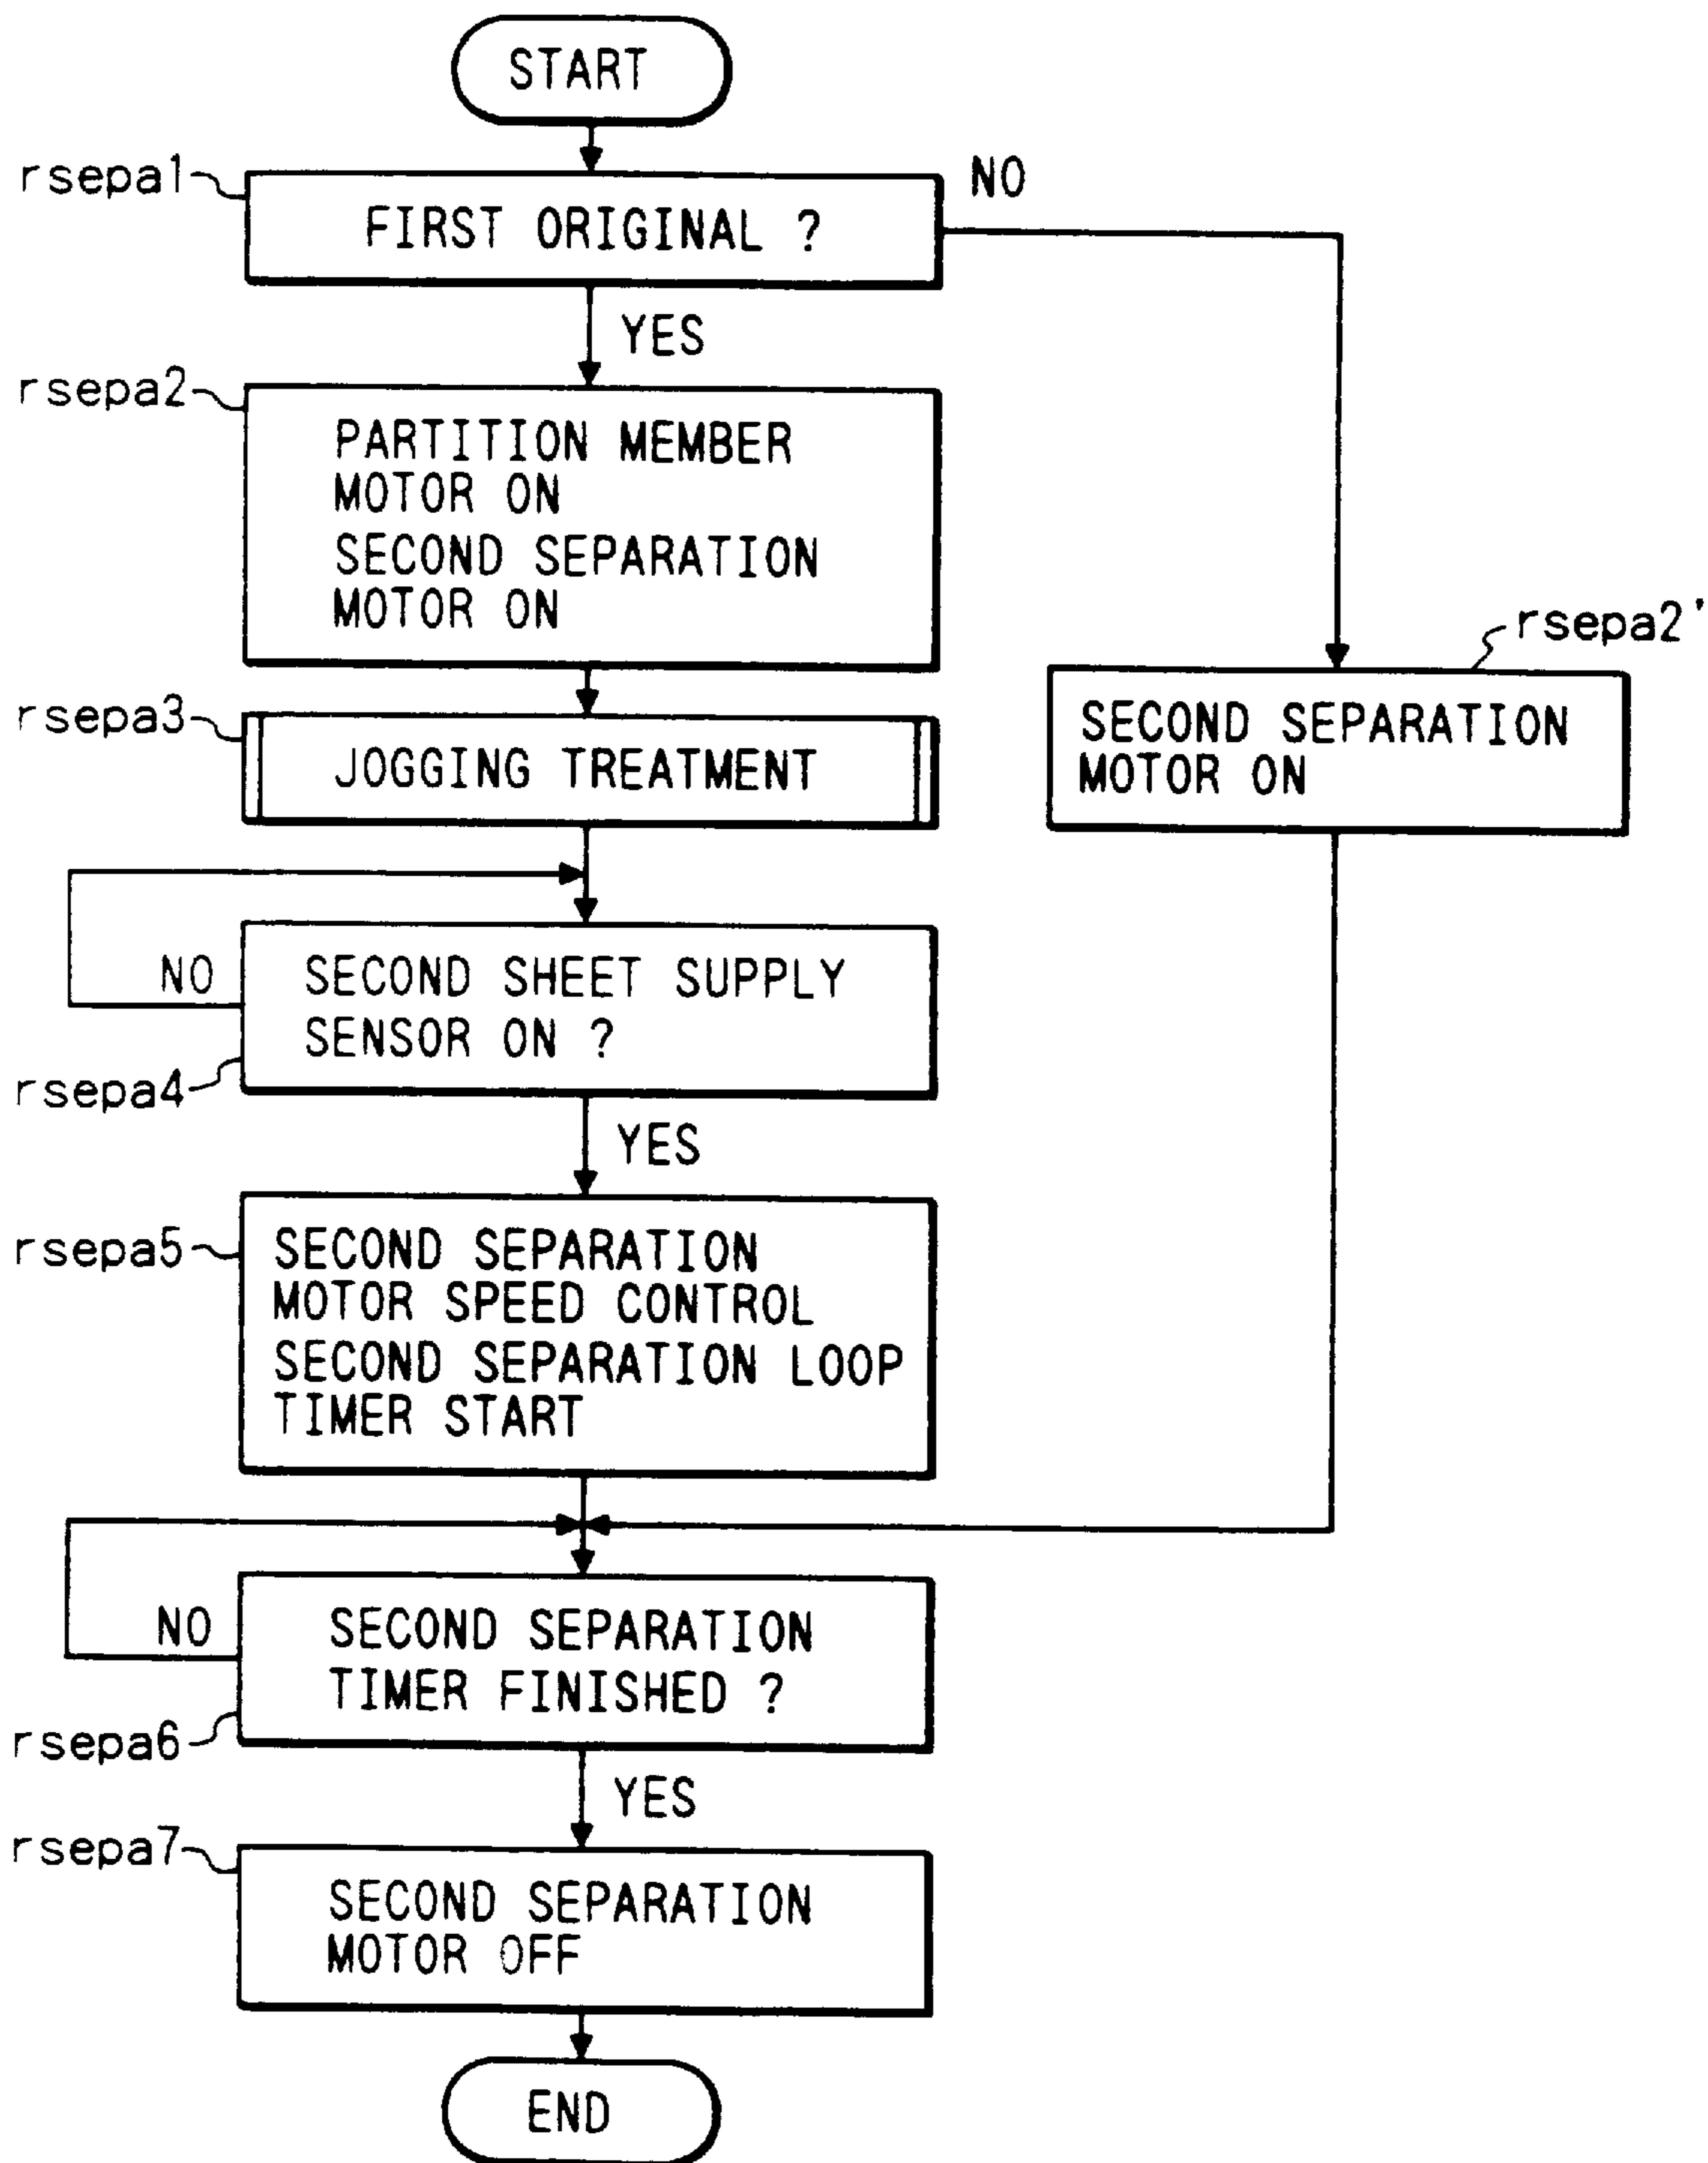 START
rsepa1
NO
FIRST ORIGINAL ?
YES
rsepa2
PARTITION MEMBER
MOTOR ON
SECOND SEPARATION
MOTOR ON
rsepa2'
SECOND SEPARATION
MOTOR ON
rsepa3
JOGGING TREATMENT
NO
SECOND SHEET SUPPLY
SENSOR ON ?
rsepa4
YES
rsepa5
SECOND SEPARATION
MOTOR SPEED CONTROL
SECOND SEPARATION LOOP
TIMER START
NO
SECOND SEPARATION
TIMER FINISHED ?
rsepa6
YES
rsepa7
SECOND SEPARATION
MOTOR OFF
END